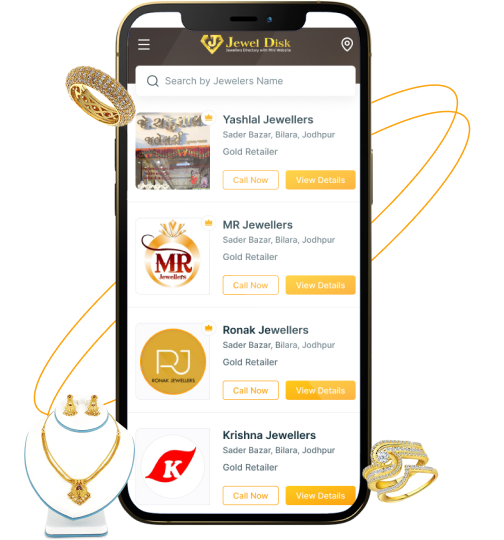 Jewel Disk
Jewellers Directory with Mini Website
Search by Jewelers Name
Yashlal Jewellers
Sader Bazar, Bilara, Jodhpur
Gold Retailer
Call Now
View Details
MR Jewellers
Sader Bazar, Bilara, Jodhpur
Gold Retailer
Call Now
View Details
MR
Jewellers
Ronak Jewellers
Sader Bazar, Bilara, Jodhpur
Gold Retailer
Call Now
View Details
RJ
RONAK JEWELLERS
Krishna Jewellers
Sader Bazar, Bilara, Jodhpur
Gold Retailer
Call Now
View Details
K